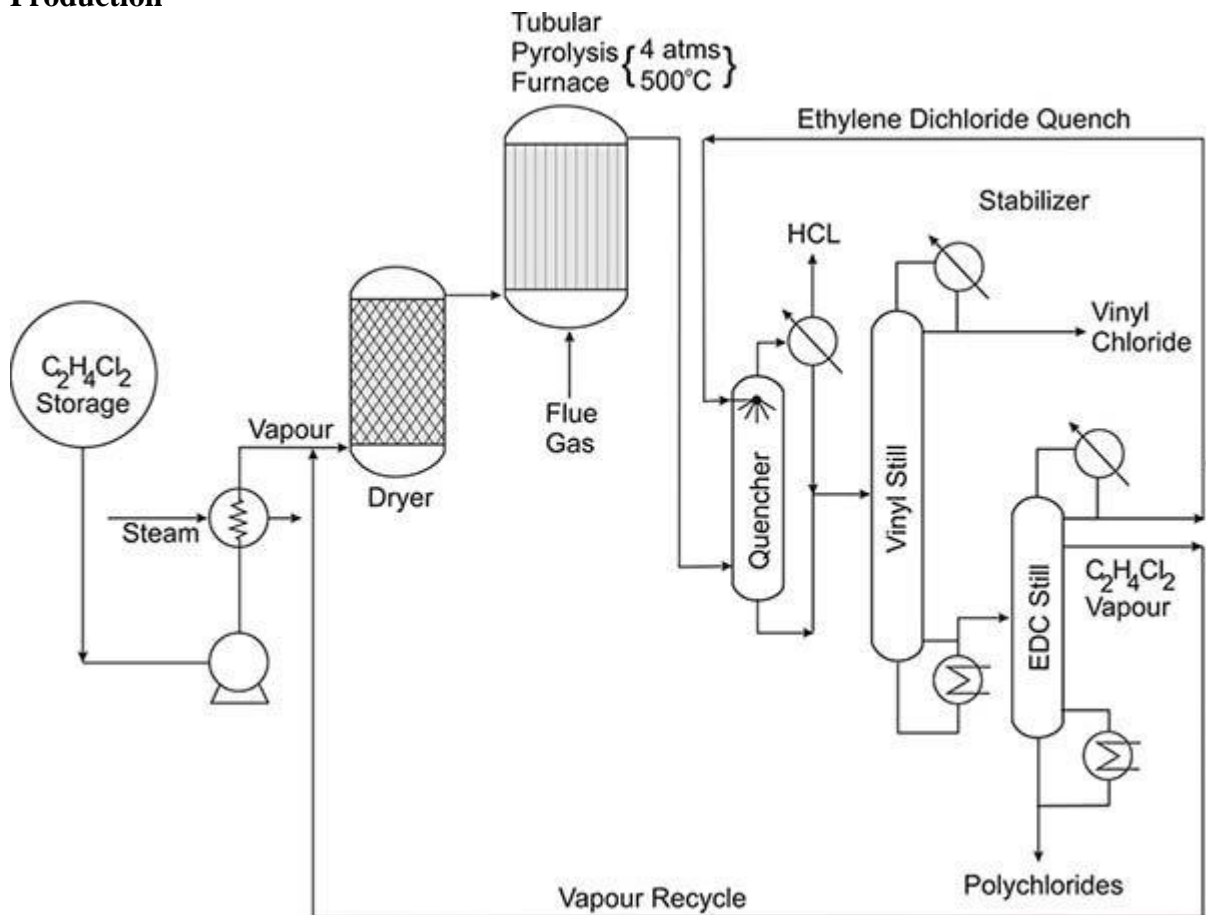 Production
Tubular
Pyrolysis
Furnace
{ 4 atms
500°C }
Ethylene Dichloride Quench
Stabilizer
HCL
Vinyl
Chloride
C₂H₄Cl₂
Storage
Vapour
Flue
Gas
Dryer
Steam
Quencher
Vinyl Still
EDC Still
C₂H₄Cl₂
Vapour
Polychlorides
Vapour Recycle